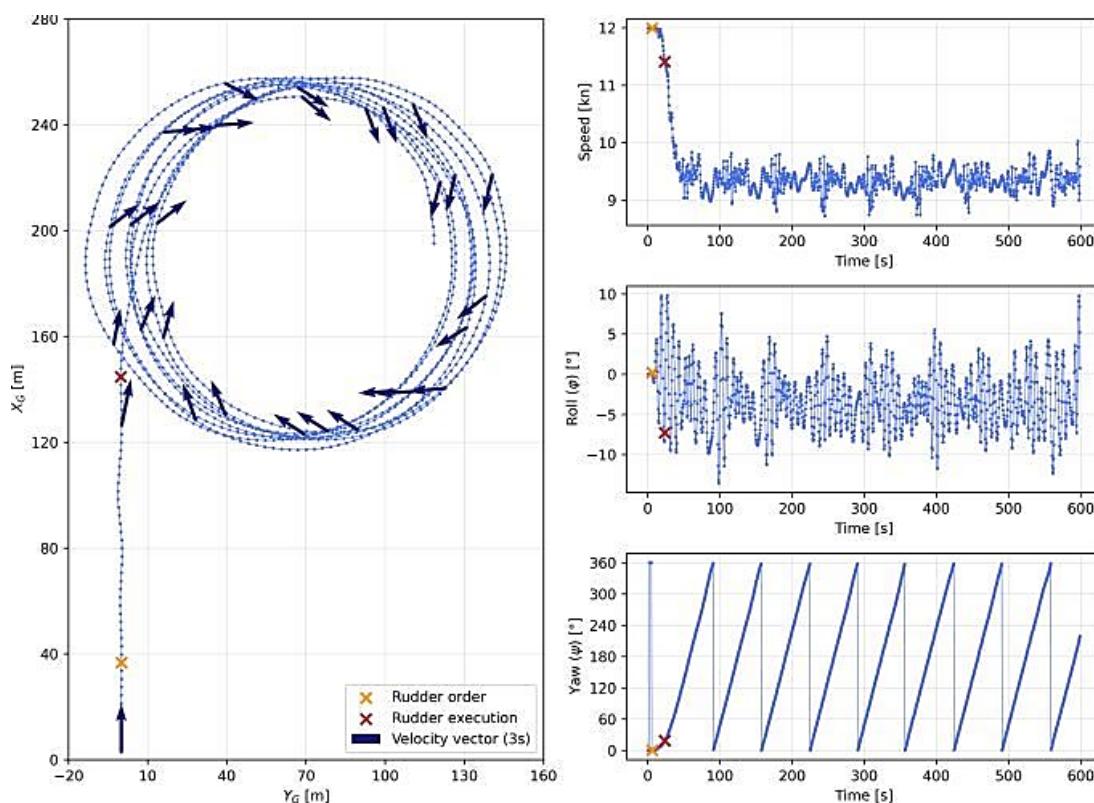 280
240
200
160
120
80
40
0
−20 10 40 70 100 130 160
X_G [m]
Y_G [m]
Rudder order
Rudder execution
Velocity vector (3s)
12
11
10
9
0 100 200 300 400 500 600
Speed [kn]
Time [s]
10
5
0
−5
−10
0 100 200 300 400 500 600
Roll (φ) [°]
Time [s]
360
300
240
180
120
60
0
0 100 200 300 400 500 600
Yaw (ψ) [°]
Time [s]